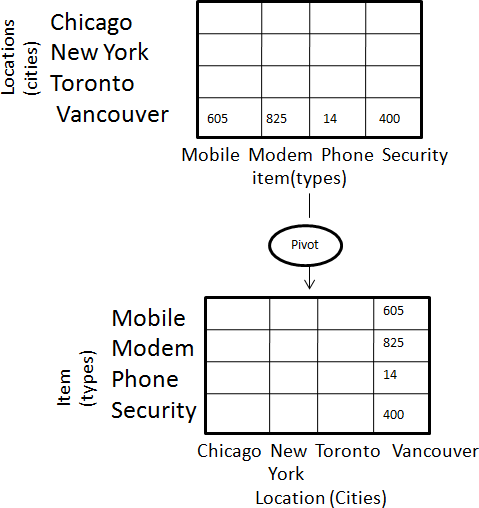 Locations
(cities)
Chicago
New York
Toronto
Vancouver
605 825 14 400
Mobile Modem Phone Security
item(types)
Pivot
Item
(types)
Mobile 605
Modem 825
Phone 14
Security 400
Chicago New York Toronto Vancouver
Location (Cities)